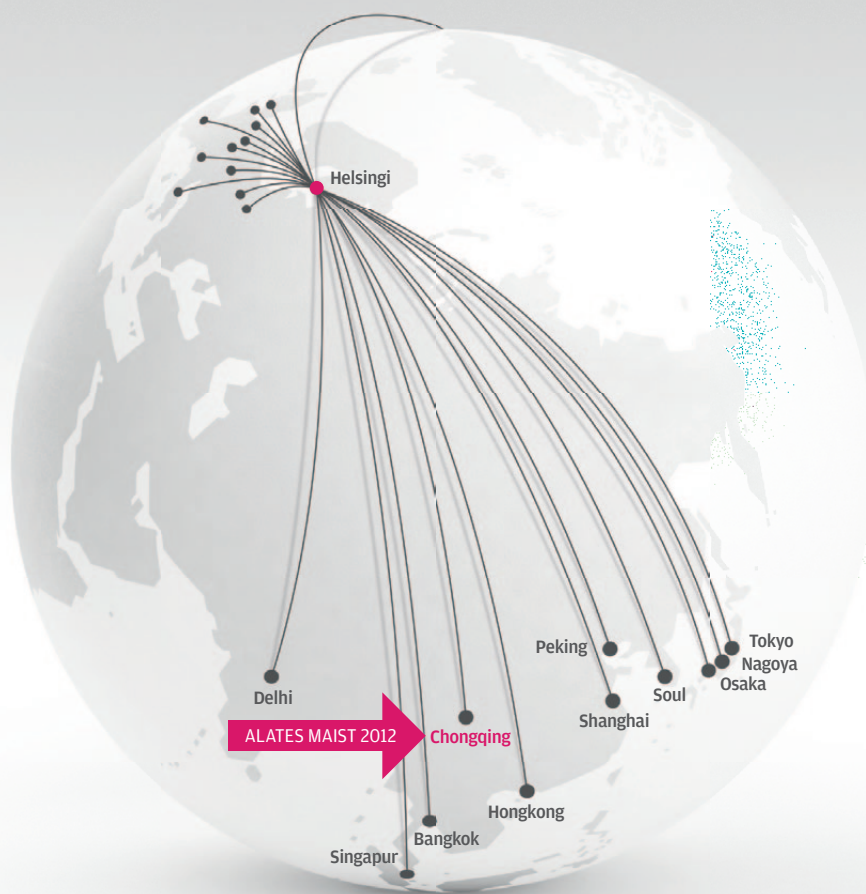 Helsingi
Peking
Tokyo
Nagoya
Osaka
Soul
Delhi
Shanghai
ALATES MAIST 2012
Chongqing
Hongkong
Bangkok
Singapur